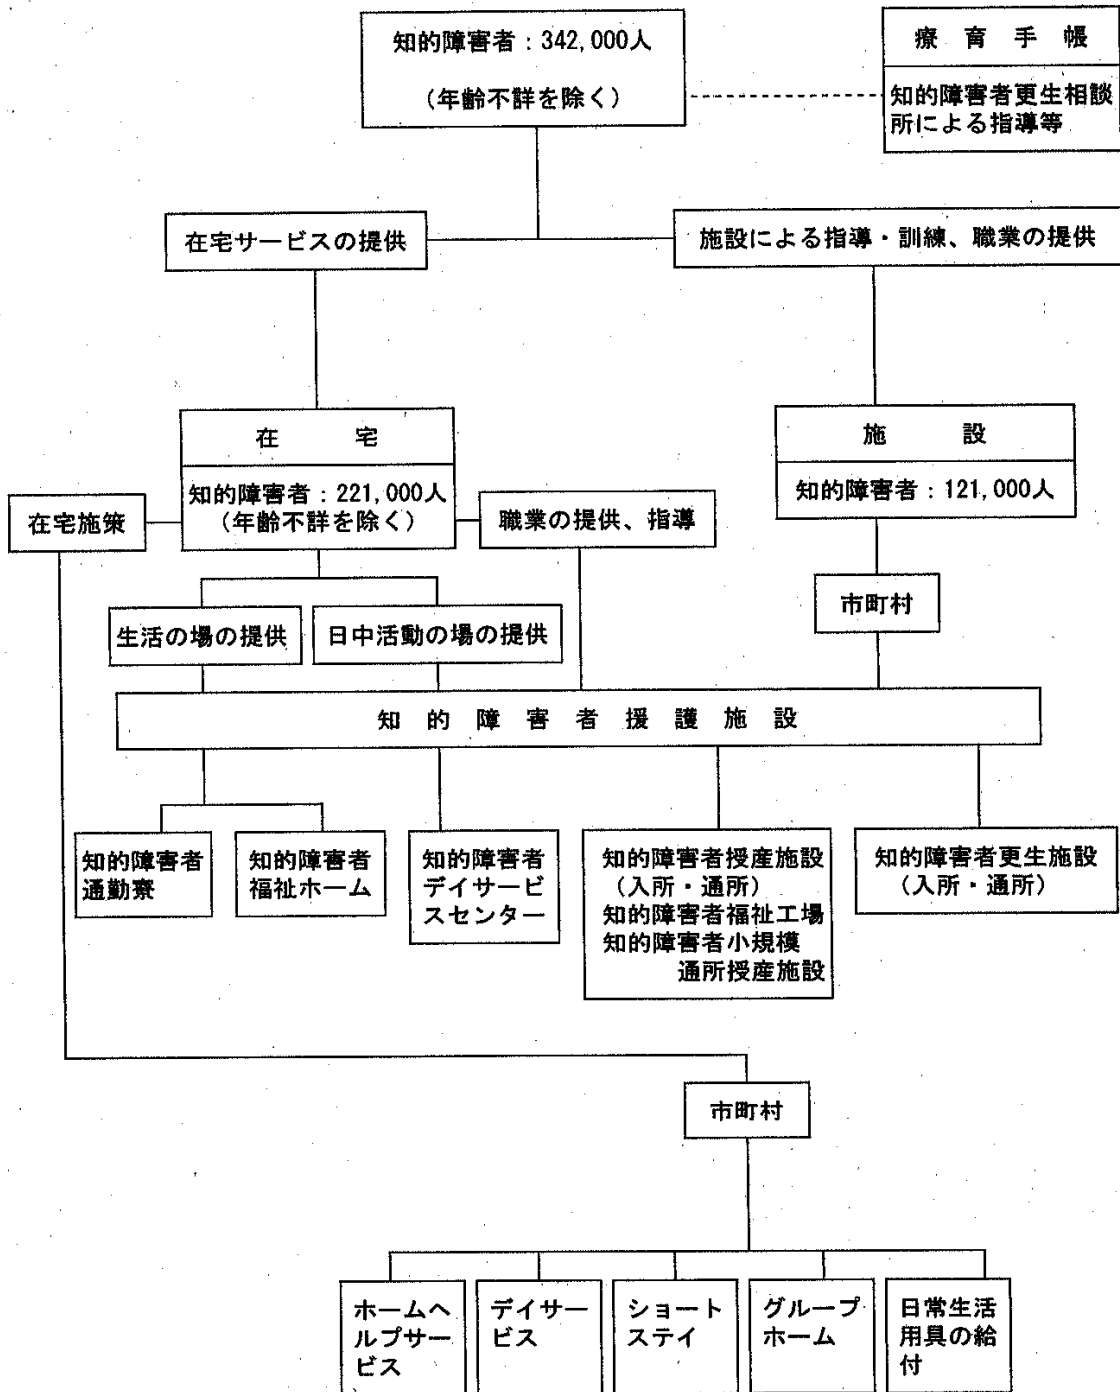 知的障害者：342,000人
（年齢不詳を除く）
療育手帳
知的障害者更生相談
所による指導等
在宅サービスの提供
施設による指導・訓練、職業の提供
在宅
知的障害者：221,000人
（年齢不詳を除く）
施設
知的障害者：121,000人
在宅施策
職業の提供、指導
市町村
生活の場の提供
日中活動の場の提供
知的障害者援護施設
知的障害者
通勤寮
知的障害者
福祉ホーム
知的障害者
デイサービ
スセンター
知的障害者授産施設
（入所・通所）
知的障害者福祉工場
知的障害者小規模
通所授産施設
知的障害者更生施設
（入所・通所）
市町村
ホームヘ
ルプサー
ビス
デイサー
ビス
ショート
ステイ
グループ
ホーム
日常生活
用具の給
付